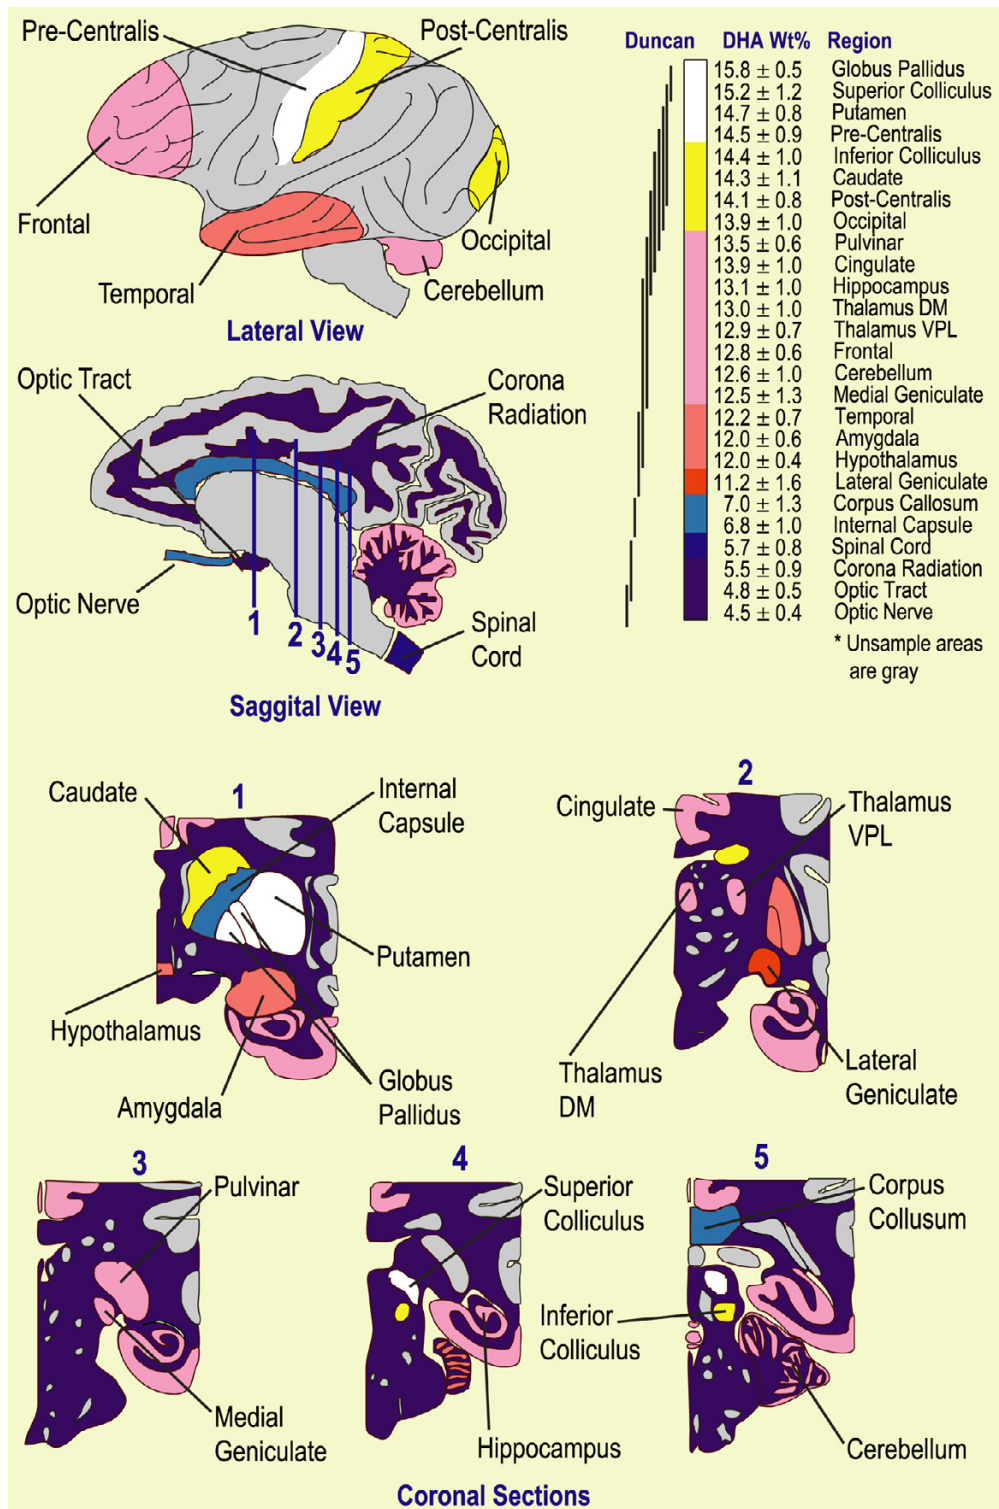 Pre-Centralis
Post-Centralis
Frontal
Temporal
Occipital
Cerebellum
Lateral View
Duncan DHA Wt% Region
15.8 ± 0.5 Globus Pallidus
15.2 ± 1.2 Superior Colliculus
14.7 ± 0.8 Putamen
14.5 ± 0.9 Pre-Centralis
14.4 ± 1.0 Inferior Colliculus
14.3 ± 1.1 Caudate
14.1 ± 0.8 Post-Centralis
13.9 ± 1.0 Occipital
13.5 ± 0.6 Pulvinar
13.9 ± 1.0 Cingulate
13.1 ± 1.0 Hippocampus
13.0 ± 1.0 Thalamus DM
12.9 ± 0.7 Thalamus VPL
12.8 ± 0.6 Frontal
12.6 ± 1.0 Cerebellum
12.5 ± 1.3 Medial Geniculate
12.2 ± 0.7 Temporal
12.0 ± 0.6 Amygdala
12.0 ± 0.4 Hypothalamus
11.2 ± 1.6 Lateral Geniculate
7.0 ± 1.3 Corpus Callosum
6.8 ± 1.0 Internal Capsule
5.7 ± 0.8 Spinal Cord
5.5 ± 0.9 Corona Radiation
4.8 ± 0.5 Optic Tract
4.5 ± 0.4 Optic Nerve
* Unsample areas
are gray
Optic Tract
Corona
Radiation
Optic Nerve
1
2
3
4
5
Spinal
Cord
Saggital View
1
Caudate
Internal
Capsule
Putamen
Hypothalamus
Amygdala
Globus
Pallidus
2
Cingulate
Thalamus
VPL
Thalamus
DM
Lateral
Geniculate
3
Pulvinar
Medial
Geniculate
4
Superior
Colliculus
Hippocampus
5
Corpus
Collusum
Inferior
Colliculus
Cerebellum
Coronal Sections